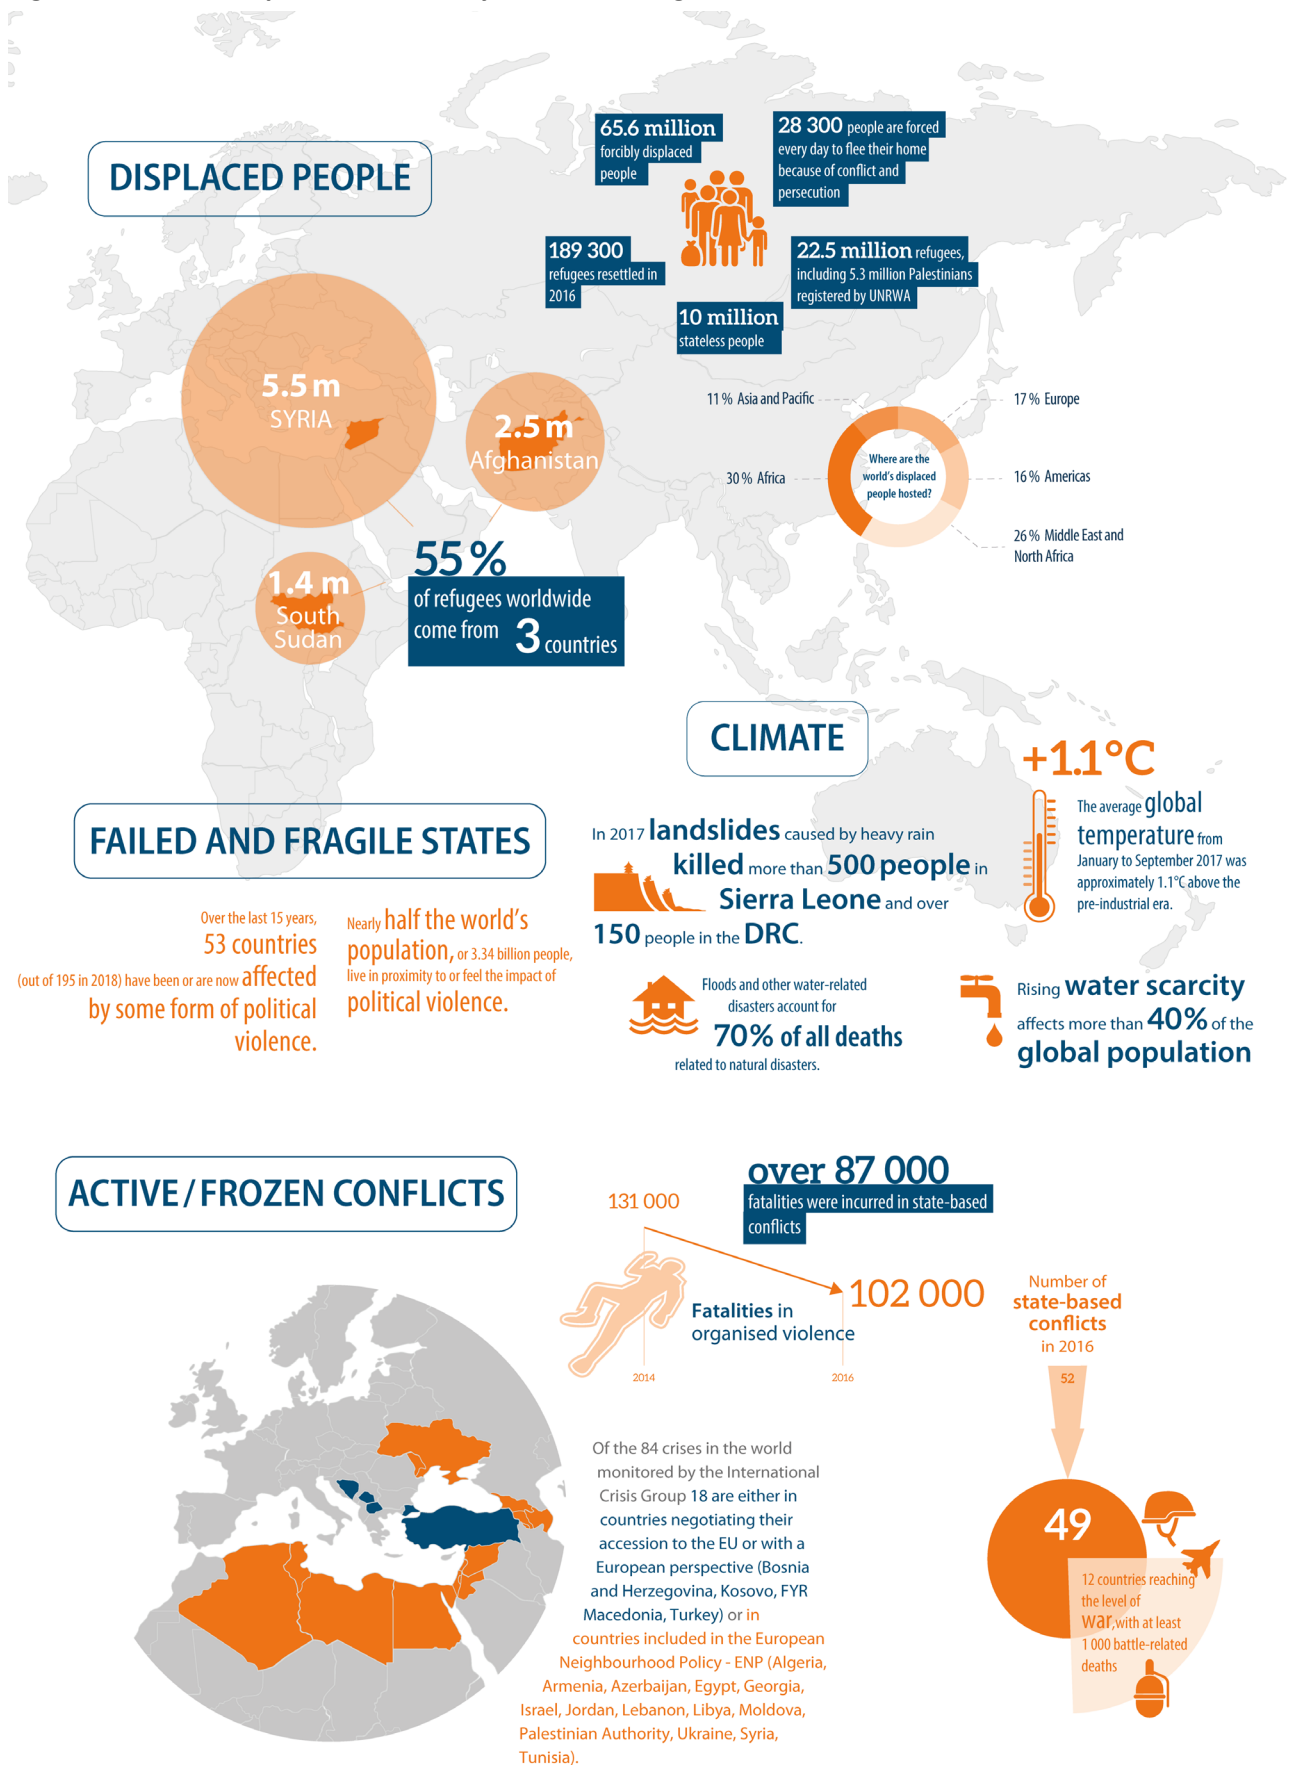 DISPLACED PEOPLE
65.6 million
forcibly displaced
people
28 300 people are forced
every day to flee their home
because of conflict and
persecution
189 300
refugees resettled in
2016
22.5 million refugees,
including 5.3 million Palestinians
registered by UNRWA
10 million
stateless people
5.5 m
SYRIA
2.5 m
Afghanistan
1.4 m
South
Sudan
55 %
of refugees worldwide
come from 3 countries
11 % Asia and Pacific
17 % Europe
30 % Africa
16 % Americas
26 % Middle East and
North Africa
Where are the
world's displaced
people hosted?
CLIMATE
+1.1°C
The average global
temperature from
January to September 2017 was
approximately 1.1°C above the
pre-industrial era.
In 2017 landslides caused by heavy rain
killed more than 500 people in
Sierra Leone and over
150 people in the DRC.
Floods and other water-related
disasters account for
70% of all deaths
related to natural disasters.
Rising water scarcity
affects more than 40% of the
global population
FAILED AND FRAGILE STATES
Over the last 15 years,
53 countries
(out of 195 in 2018) have been or are now affected
by some form of political
violence.
Nearly half the world's
population, or 3.34 billion people,
live in proximity to or feel the impact of
political violence.
ACTIVE / FROZEN CONFLICTS
over 87 000
fatalities were incurred in state-based
conflicts
131 000
102 000
Fatalities in
organised violence
2014
2016
Number of
state-based
conflicts
in 2016
52
49
12 countries reaching
the level of
war, with at least
1 000 battle-related
deaths
Of the 84 crises in the world
monitored by the International
Crisis Group 18 are either in
countries negotiating their
accession to the EU or with a
European perspective (Bosnia
and Herzegovina, Kosovo, FYR
Macedonia, Turkey) or in
countries included in the European
Neighbourhood Policy - ENP (Algeria,
Armenia, Azerbaijan, Egypt, Georgia,
Israel, Jordan, Lebanon, Libya, Moldova,
Palestinian Authority, Ukraine, Syria,
Tunisia).